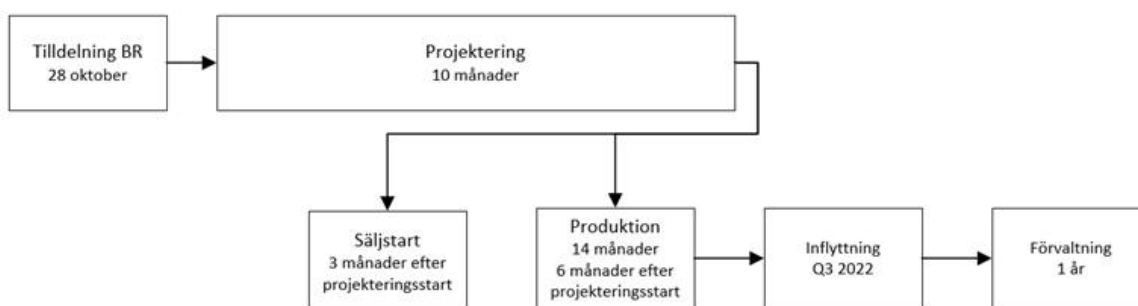 Tilldelning BR
28 oktober
Projektering
10 månader
Säljstart
3 månader efter
projekteringsstart
Produktion
14 månader
6 månader efter
projekteringsstart
Inflyttning
Q3 2022
Förvaltning
1 år